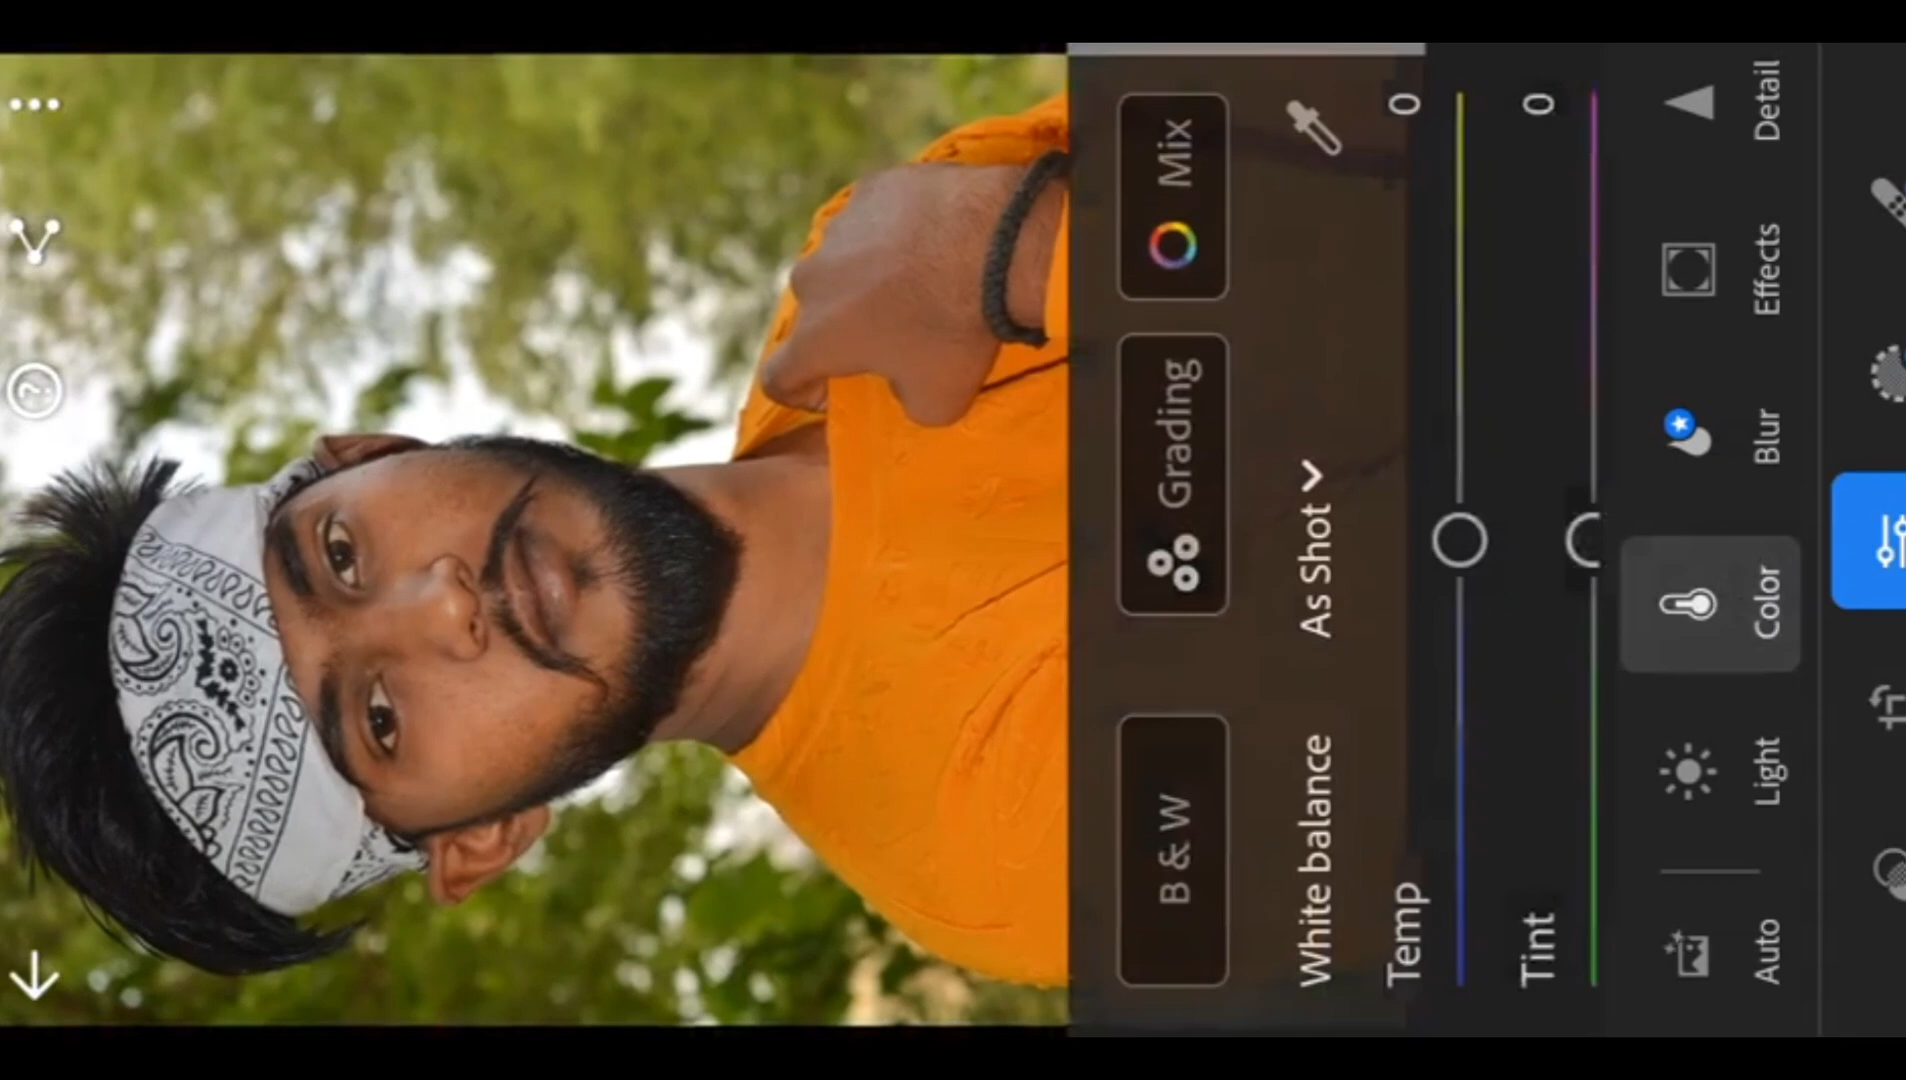 B & W
Grading
Mix
White balance
As Shot
Temp
0
Tint
0
Auto
Light
Color
Blur
Effects
Detail